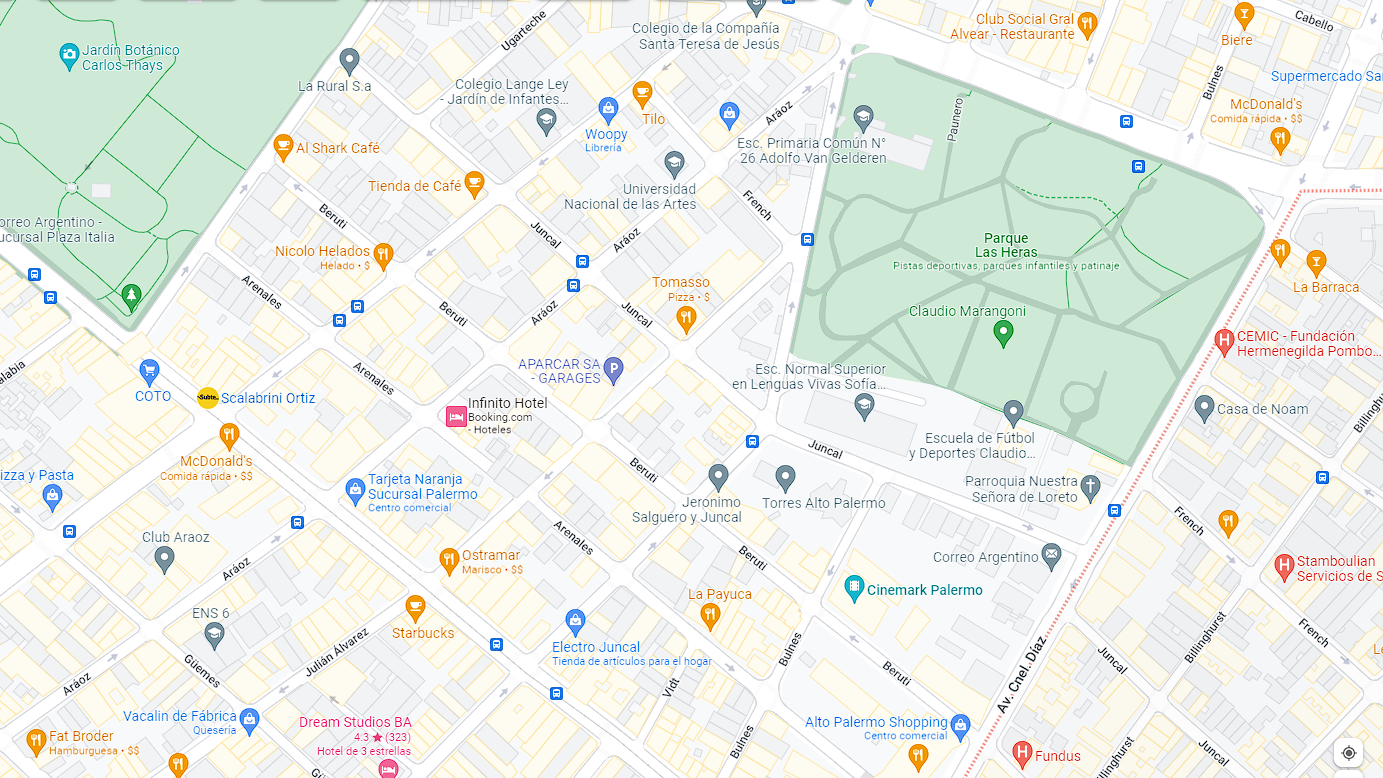 Jardín Botánico
Carlos Thays
La Rural S.a
Ugarteche
Colegio de la Compañía
Santa Teresa de Jesús
Club Social Gral
Alvear - Restaurante
Biere
Cabello
Supermercado Sa
Bulnes
McDonald's
Comida rápida • $$
Colegio Lange Ley
- Jardín de Infantes...
Woopy
Librería
Tilo
Aráoz
Paunero
Esc. Primaria Común N°
26 Adolfo Van Gelderen
Al Shark Café
Tienda de Café
Universidad
Nacional de las Artes
French
Beruti
Juncal
Aráoz
orreo Argentino -
ucursal Plaza Italia
Nicolo Helados
Helado • $
Parque
Las Heras
Pistas deportivas, parques infantiles y patinaje
La Barraca
Arenales
Beruti
Aráoz
Juncal
Tomasso
Pizza • $
Claudio Marangoni
CEMIC - Fundación
Hermenegilda Pombo...
alabia
COTO
Subte
Scalabrini Ortiz
Arenales
APARCAR SA
- GARAGES
Esc. Normal Superior
en Lenguas Vivas Sofía...
Infinito Hotel
Booking.com
- Hoteles
Casa de Noam
Billinghu
McDonald's
Comida rápida • $$
Escuela de Fútbol
y Deportes Claudio...
Juncal
izza y Pasta
Tarjeta Naranja
Sucursal Palermo
Centro comercial
Beruti
Jeronimo
Salguero y Juncal
Torres Alto Palermo
Parroquia Nuestra
Señora de Loreto
French
Club Araoz
Aráoz
Arenales
Ostramar
Marisco • $$
Beruti
Correo Argentino
Cinemark Palermo
Stamboulian
Servicios de S
ENS 6
Starbucks
La Payuca
Electro Juncal
Tienda de artículos para el hogar
Bulnes
Billinghurst
French
Güemes
Julián Álvarez
Aráoz
Vidt
Beruti
Av. Cnel. Díaz
Juncal
Le
Vacalin de Fábrica
Quesería
Dream Studios BA
4.3 ★ (323)
Hotel de 3 estrellas
Alto Palermo Shopping
Centro comercial
Fat Broder
Hamburguesa • $$
Bulnes
Fundus
Billinghurst
Juncal
Gü